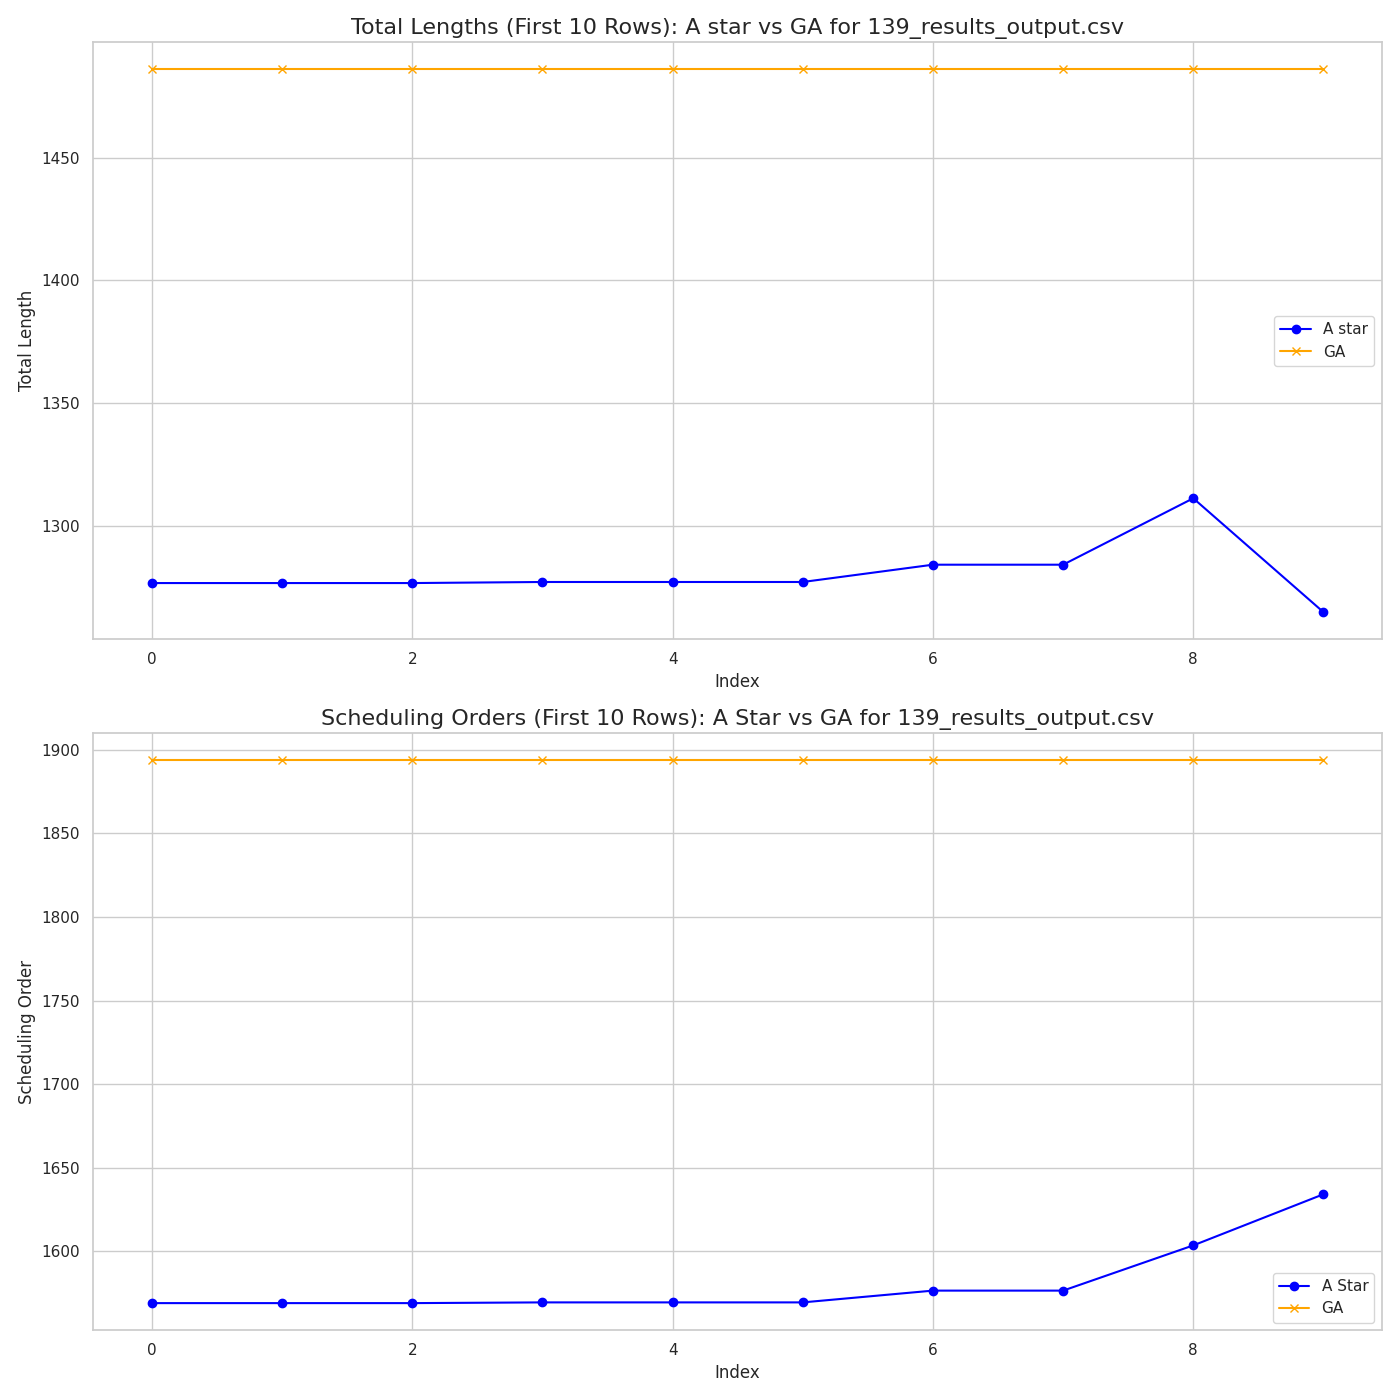 Total Lengths (First 10 Rows): A star vs GA for 139_results_output.csv
1450
1400
1350
1300
Total Length
A star
GA
0 2 4 6 8
Index
Scheduling Orders (First 10 Rows): A Star vs GA for 139_results_output.csv
1900
1850
1800
1750
1700
1650
1600
Scheduling Order
A Star
GA
0 2 4 6 8
Index